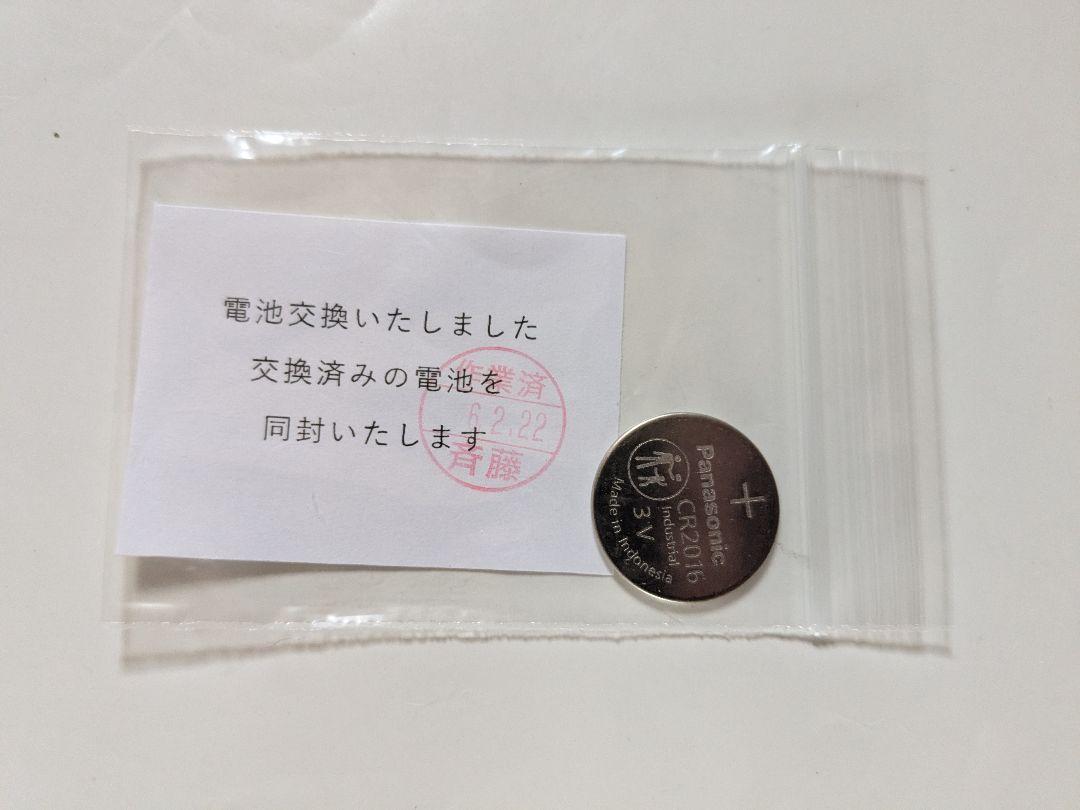 電池交換いたしました
交換済みの電池を
同封いたします
作業済
6.2.22
斉藤
+
Panasonic
CR2016
Industrial
3V
Made in Indonesia